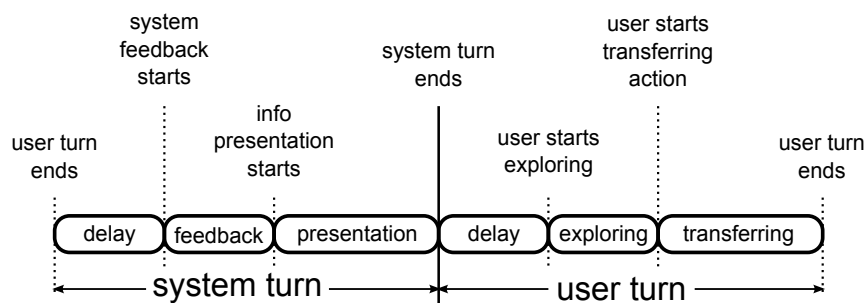 system
feedback
starts
user starts
transferring
action
system turn
ends
info
presentation
starts
user starts
exploring
user turn
ends
user turn
ends
delay
feedback
presentation
delay
exploring
transferring
system turn
user turn